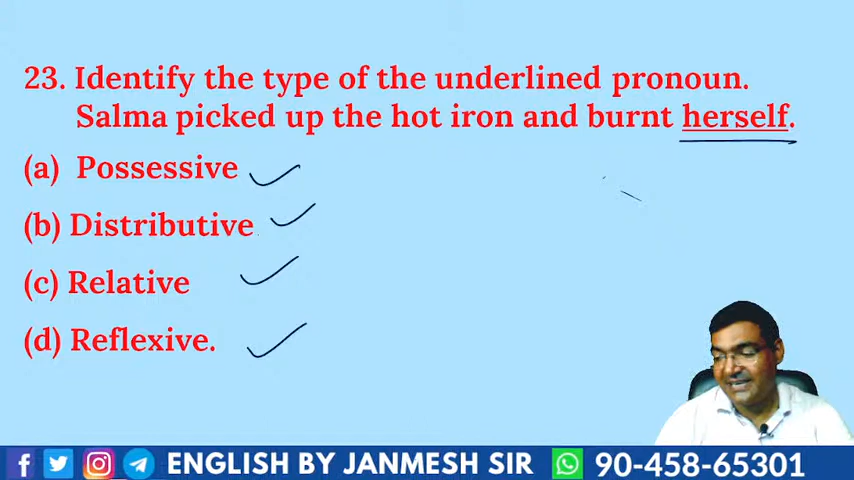 23. Identify the type of the underlined pronoun.
Salma picked up the hot iron and burnt herself.
(a) Possessive
(b) Distributive
(c) Relative
(d) Reflexive.
ENGLISH BY JANMESH SIR 90-458-65301